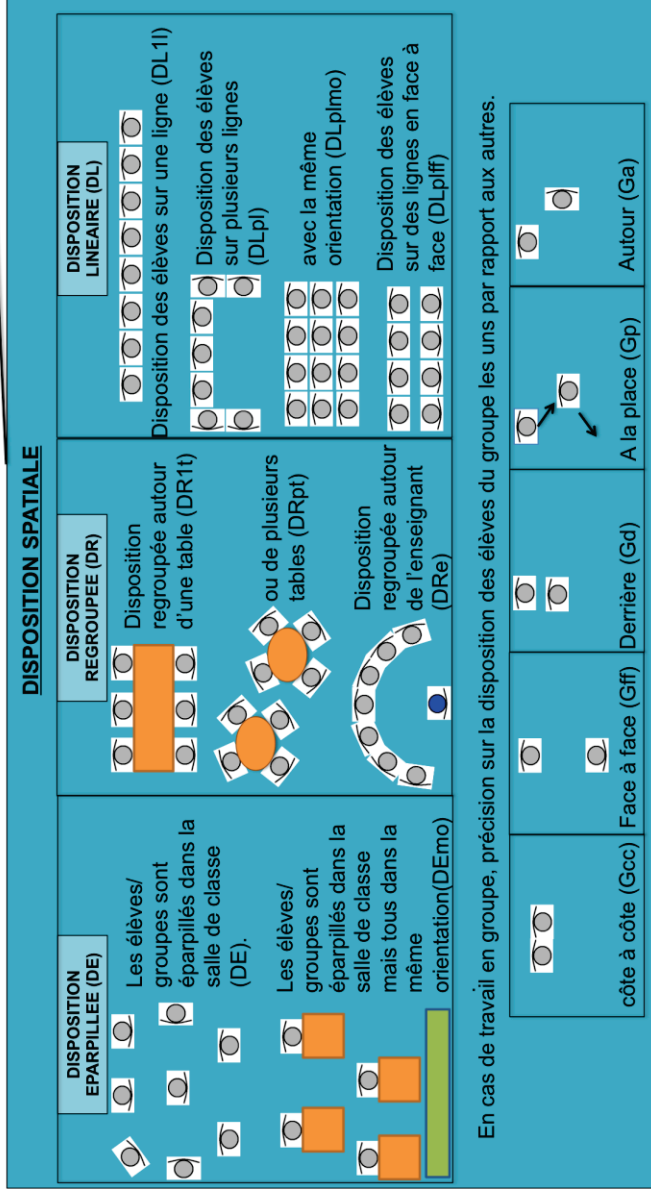 DISPOSITION SPATIALE
DISPOSITION
EPARPILLEE (DE)
Les élèves/
groupes sont
éparpillés dans la
salle de classe
(DE).
Les élèves/
groupes sont
éparpillés dans la
salle de classe
mais tous dans la
même
orientation(DEmo)
DISPOSITION
REGROUPEE (DR)
Disposition
regroupée autour
d'une table (DR1t)
ou de plusieurs
tables (DRpt)
Disposition
regroupée autour
de l'enseignant
(DRe)
DISPOSITION
LINEAIRE (DL)
Disposition des élèves sur une ligne (DL1l)
Disposition des élèves
sur plusieurs lignes
(DLpl)
avec la même
orientation (DLplmo)
Disposition des élèves
sur des lignes en face à
face (DLplff)
En cas de travail en groupe, précision sur la disposition des élèves du groupe les uns par rapport aux autres.
côte à côte (Gcc)
Face à face (Gff)
Derrière (Gd)
A la place (Gp)
Autour (Ga)